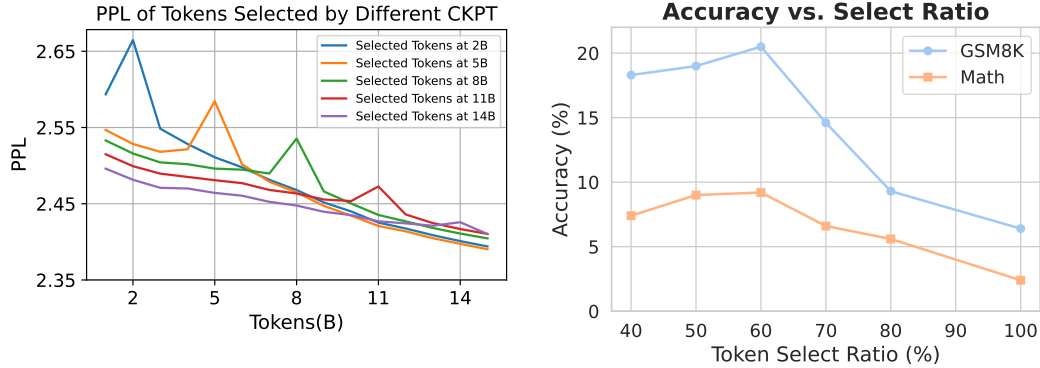 PPL of Tokens Selected by Different CKPT
2.65
2.55
2.45
2.35
PPL
Selected Tokens at 2B
Selected Tokens at 5B
Selected Tokens at 8B
Selected Tokens at 11B
Selected Tokens at 14B
2 5 8 11 14
Tokens(B)
Accuracy vs. Select Ratio
20
15
10
5
0
Accuracy (%)
GSM8K
Math
40 50 60 70 80 90 100
Token Select Ratio (%)